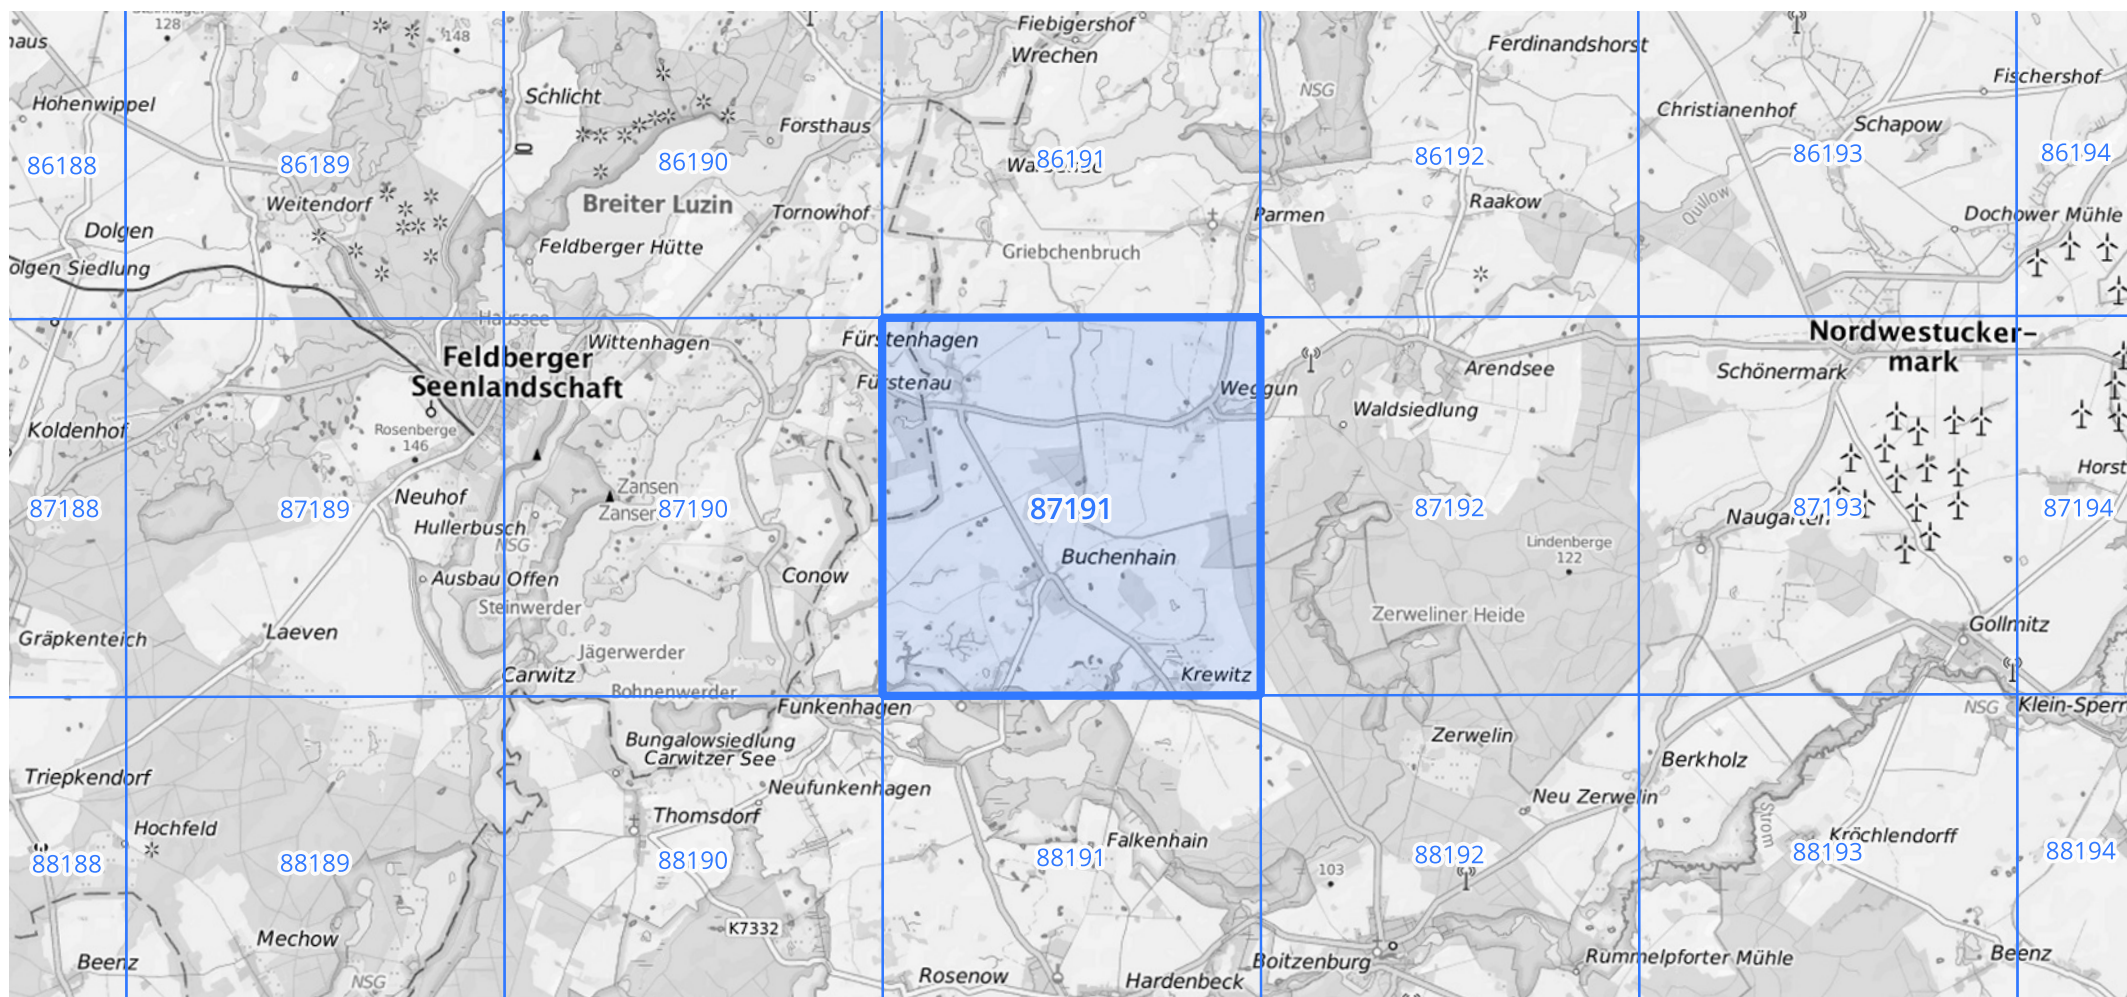 128
148
Fiebigershof
Wrechen
Ferdinandshorst
haus
Hohenwippel
Schlicht
Forsthaus
NSG
Christianenhof
Fischershof
Schapow
86188
86189
86190
86191
86192
86193
86194
Weitendorf
Breiter Luzin
Tornowhof
Parmen
Raakow
Quillow
Dochower Mühle
Dolgen
Feldberger Hütte
Griebchenbruch
olgen Siedlung
Haussee
Wittenhagen
Fürstenhagen
Nordwestucker-
mark
Feldberger
Seenlandschaft
Fürstenau
Weggun
Arendsee
Schönermark
Waldsiedlung
Koldenhof
Rosenberge
146
Horst
Neuhof
Zansen
Zansen
87188
87189
87190
87191
87192
87193
87194
Naugarten
Hullerbusch
NSG
Lindenberge
122
Buchenhain
Ausbau Offen
Conow
Steinwerder
Zerweliner Heide
Gräpkenteich
Laeven
Jägerwerder
Gollmitz
Carwitz
Krewitz
Bohnenwerder
Funkenhagen
NSG
Klein-Sperr
Bungalowsiedlung
Carwitzer See
Zerwelin
Berkholz
Triepkendorf
Neufunkenhagen
Neu Zerwelin
Thomsdorf
Hochfeld
Falkenhain
Strom
Kröchlendorff
88188
88189
88190
88191
88192
88193
88194
103
K7332
Mechow
Beenz
NSG
Rosenow
Hardenbeck
Boitzenburg
Rummelpforter Mühle
Beenz